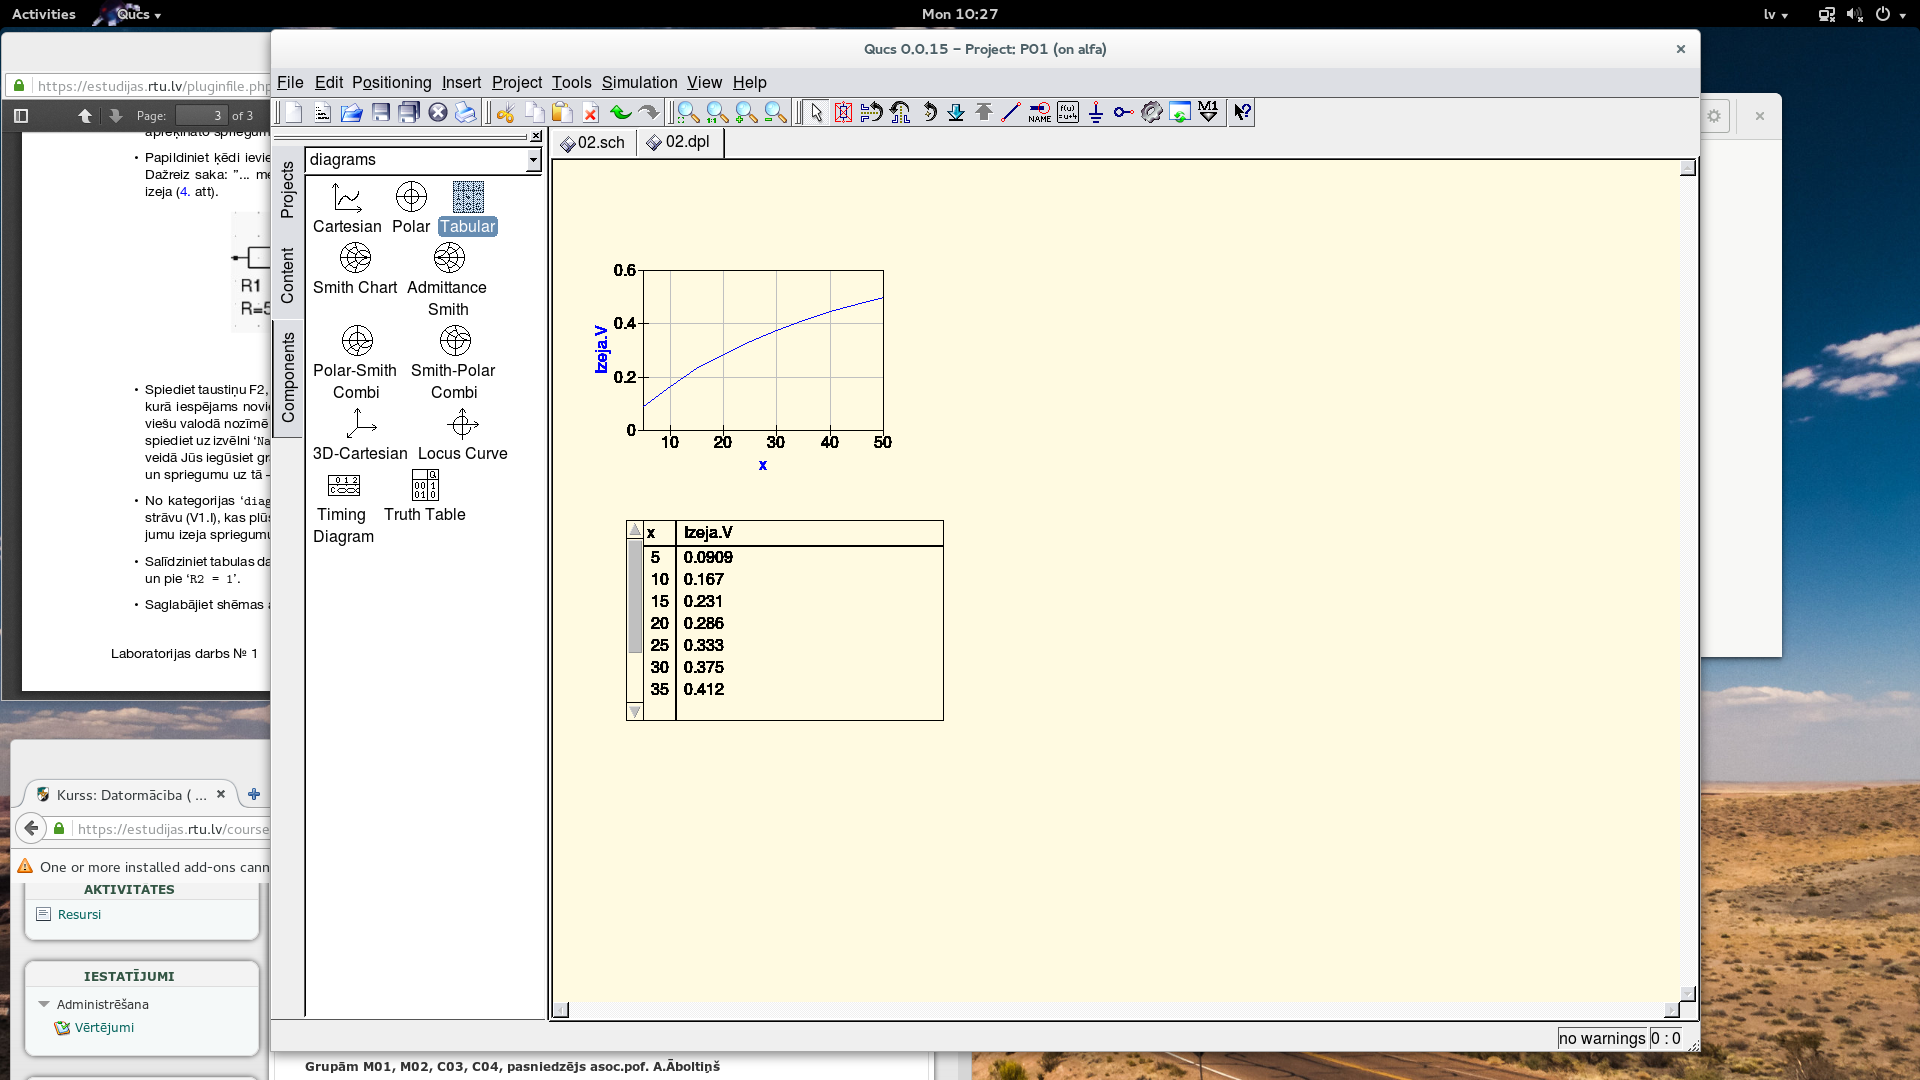 Activities
Qucs
Mon 10:27
lv
Qucs 0.0.15 - Project: P01 (on alfa)
https://estudijas.rtu.lv/pluginfile.php
Page: 3 of 3
File Edit Positioning Insert Project Tools Simulation View Help
NAME
M1
02.sch
02.dpl
Projects
Content
Components
diagrams
Cartesian
Polar
Tabular
Smith Chart
Admittance
Smith
Polar-Smith
Combi
Smith-Polar
Combi
3D-Cartesian
Locus Curve
Timing
Diagram
Truth Table
• Papildiniet ķēdi ievie
Dažreiz saka: "... me
izeja (4. att).
R1
R=5
• Spiediet taustiņu F2,
kurā iespējams novie
viešu valodā nozīmē
spiediet uz izvēlni 'Na
veidā Jūs iegūsiet gr
un spriegumu uz tā -
• No kategorijas 'diag
strāvu (V1.I), kas plūs
jumu izeja spriegumu
• Salīdziniet tabulas da
un pie 'R2 = 1'.
• Saglabājiet shēmas a
Laboratorijas darbs № 1
0.6
0.4
0.2
0
10 20 30 40 50
Izeja.V
x
x Izeja.V
5 0.0909
10 0.167
15 0.231
20 0.286
25 0.333
30 0.375
35 0.412
Kurss: Datormācība ( ...
https://estudijas.rtu.lv/course
One or more installed add-ons cann
AKTIVITĀTES
Resursi
IESTATĪJUMI
Administrēšana
Vērtējumi
Grupām M01, M02, C03, C04, pasniedzējs asoc.pof. A.Āboltiņš
no warnings 0 : 0